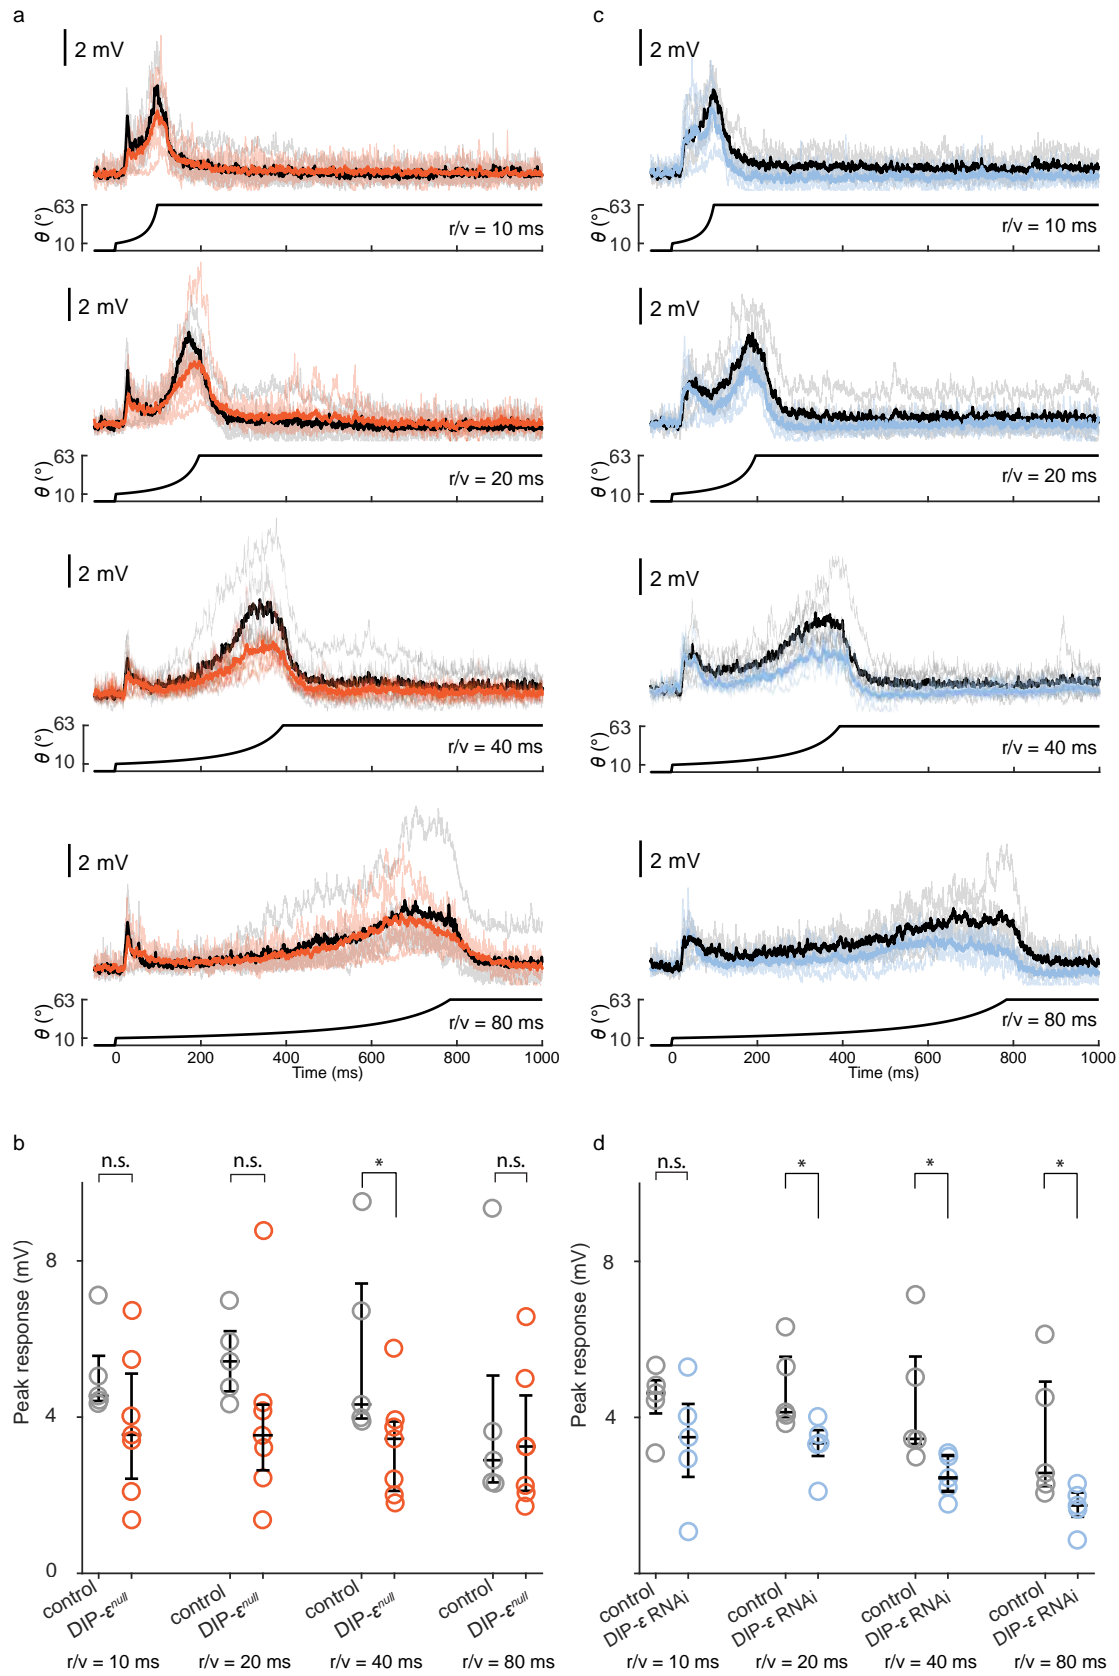 a
2 mV
θ (°)
63
10
r/v = 10 ms
2 mV
θ (°)
63
10
r/v = 20 ms
2 mV
θ (°)
63
10
r/v = 40 ms
2 mV
θ (°)
63
10
r/v = 80 ms
0 200 400 600 800 1000
Time (ms)
c
2 mV
θ (°)
63
10
r/v = 10 ms
2 mV
θ (°)
63
10
r/v = 20 ms
2 mV
θ (°)
63
10
r/v = 40 ms
2 mV
θ (°)
63
10
r/v = 80 ms
0 200 400 600 800 1000
Time (ms)
b
n.s. n.s. * n.s.
Peak response (mV)
8
4
0
control DIP-ε^null control DIP-ε^null control DIP-ε^null control DIP-ε^null
r/v = 10 ms r/v = 20 ms r/v = 40 ms r/v = 80 ms
d
n.s. * * *
Peak response (mV)
8
4
control DIP-ε RNAi control DIP-ε RNAi control DIP-ε RNAi control DIP-ε RNAi
r/v = 10 ms r/v = 20 ms r/v = 40 ms r/v = 80 ms